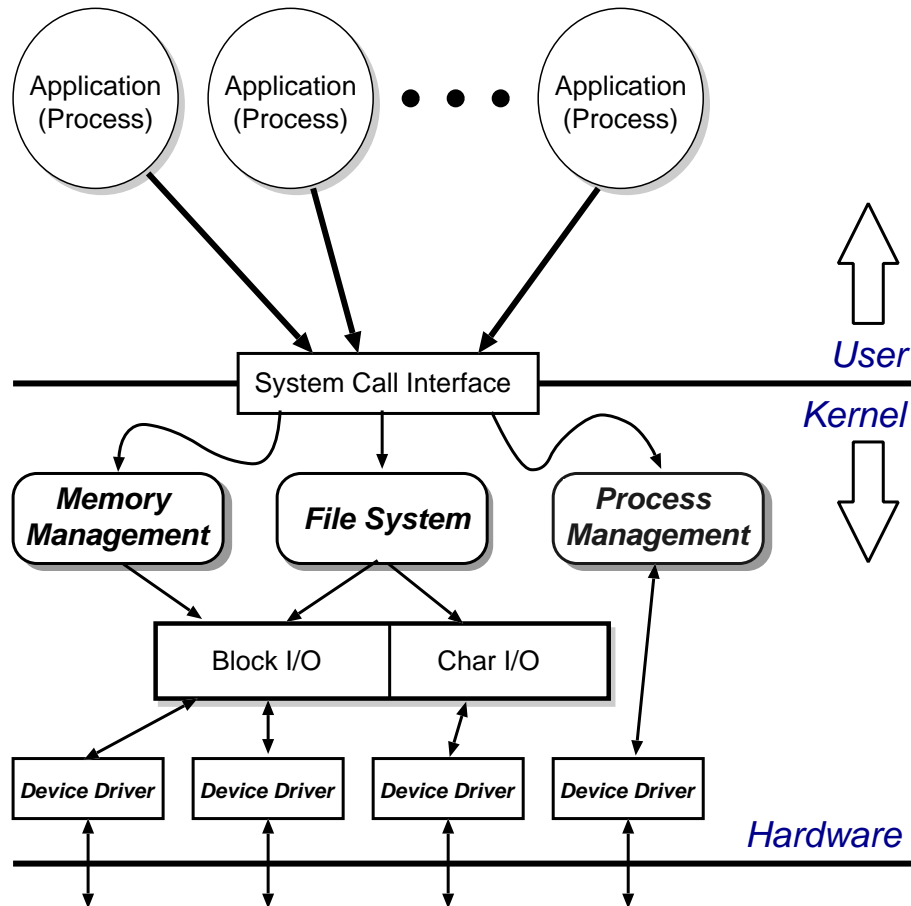 Application
(Process)
Application
(Process)
Application
(Process)
User
System Call Interface
Kernel
Memory
Management
File System
Process
Management
Block I/O
Char I/O
Device Driver
Device Driver
Device Driver
Device Driver
Hardware